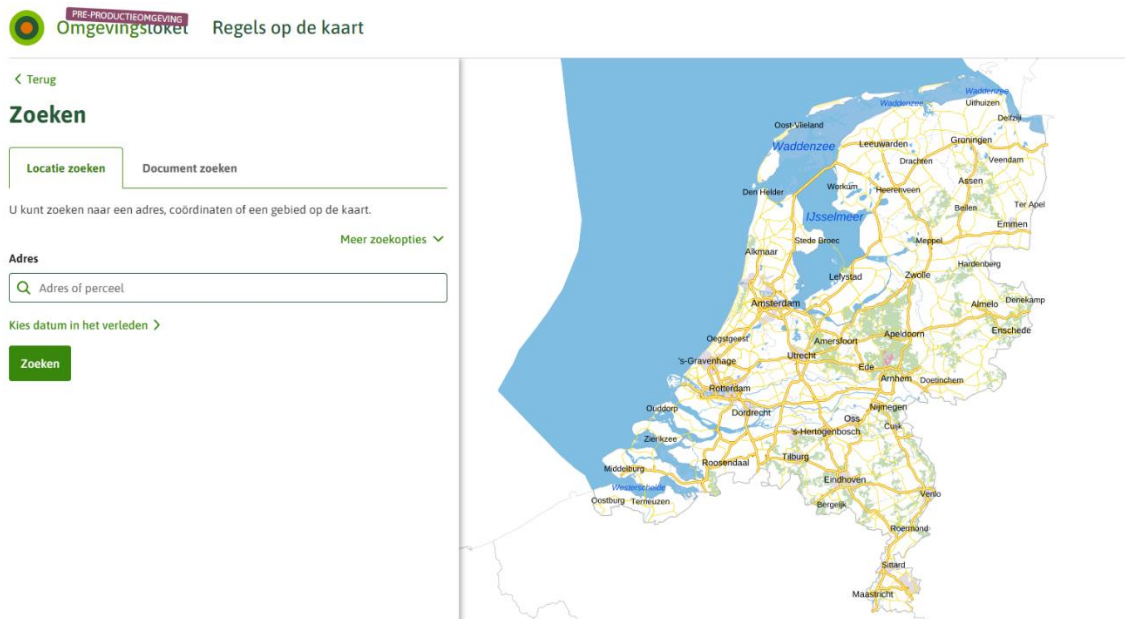 PRE-PRODUCTIEOMGEVING
Omgevingsloket
Regels op de kaart
Terug
Zoeken
Locatie zoeken
Document zoeken
U kunt zoeken naar een adres, coördinaten of een gebied op de kaart.
Meer zoekopties
Adres
Adres of perceel
Kies datum in het verleden
Zoeken
Waddenzee
Waddenzee
Uithuizen
Delfzijl
Oost-Vlieland
Waddenzee
Leeuwarden
Groningen
Drachten
Veendam
Assen
Den Helder
Workum
Heerenveen
Beilen
Ter Apel
IJsselmeer
Emmen
Stede Broec
Meppel
Alkmaar
Hardenberg
Lelystad
Zwolle
Amsterdam
Almelo
Denekamp
Enschede
Oegstgeest
Amersfoort
Apeldoorn
's-Gravenhage
Utrecht
Ede
Arnhem
Doetinchem
Rotterdam
Ouddorp
Dordrecht
Oss
Nijmegen
's-Hertogenbosch
Cuijk
Zierikzee
Tilburg
Roosendaal
Middelburg
Eindhoven
Westerschelde
Venlo
Oostburg
Terneuzen
Bergeijk
Roermond
Sittard
Maastricht